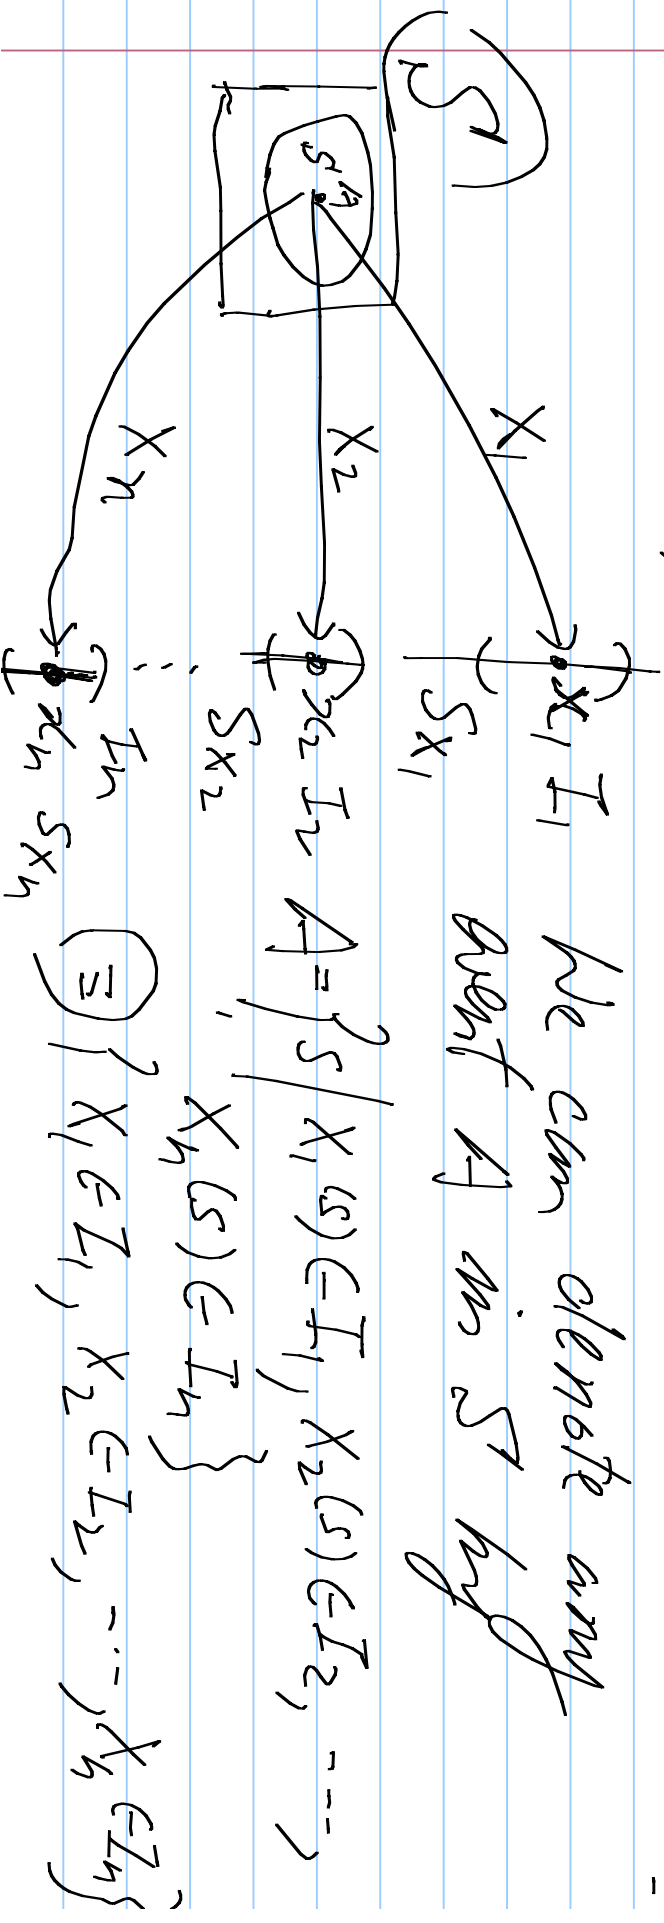 S
S A
X₁
X₂
Xₙ
x₁ I₁
Sx₁
x₂ I₂
Sx₂
Iₙ
xₙ Sxₙ
We can denote any
event A in S by
A = {s | X₁(s) ∈ I₁, X₂(s) ∈ I₂, ---,
Xₙ(s) ∈ Iₙ}
≡ {X₁ ∈ I₁, X₂ ∈ I₂, ---, Xₙ ∈ Iₙ}